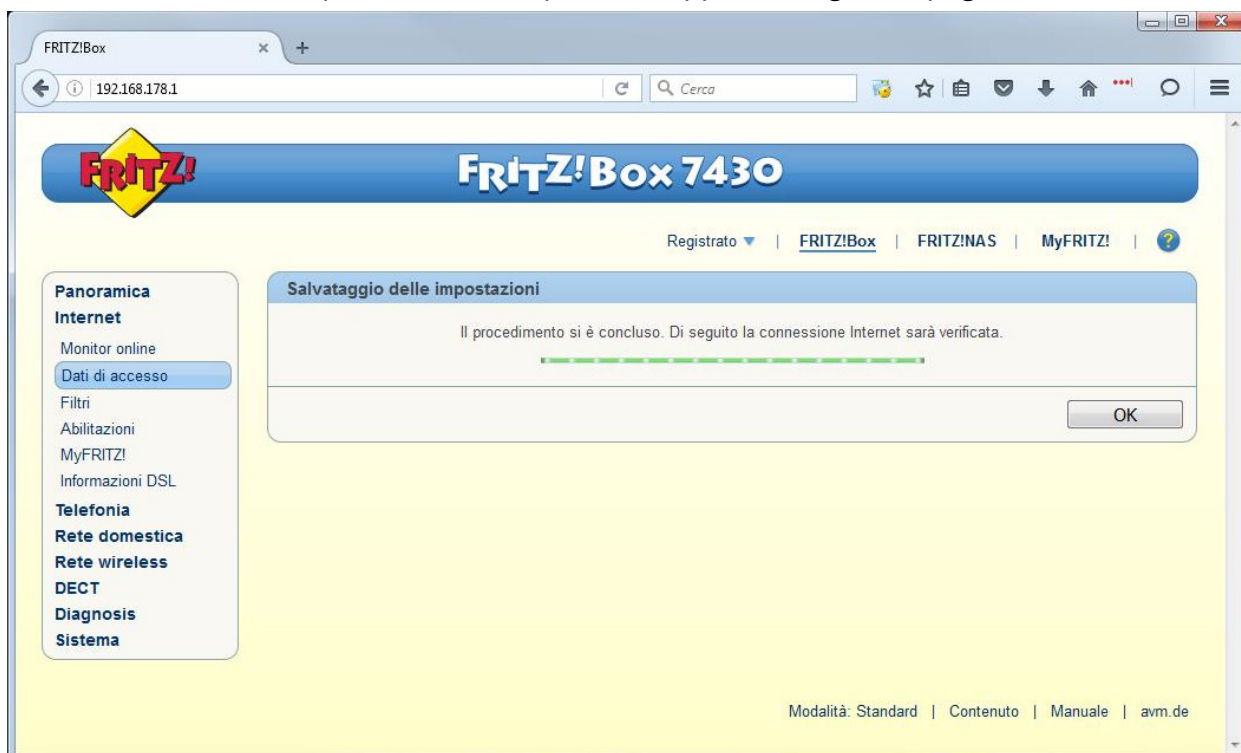 FRITZ!Box
192.168.178.1
Cerca
FRITZ!
FRITZ!Box 7430
Registrato ▼ | FRITZ!Box | FRITZ!NAS | MyFRITZ! |
Panoramica
Internet
Monitor online
Dati di accesso
Filtri
Abilitazioni
MyFRITZ!
Informazioni DSL
Telefonia
Rete domestica
Rete wireless
DECT
Diagnosis
Sistema
Salvataggio delle impostazioni
Il procedimento si è concluso. Di seguito la connessione Internet sarà verificata.
OK
Modalità: Standard | Contenuto | Manuale | avm.de